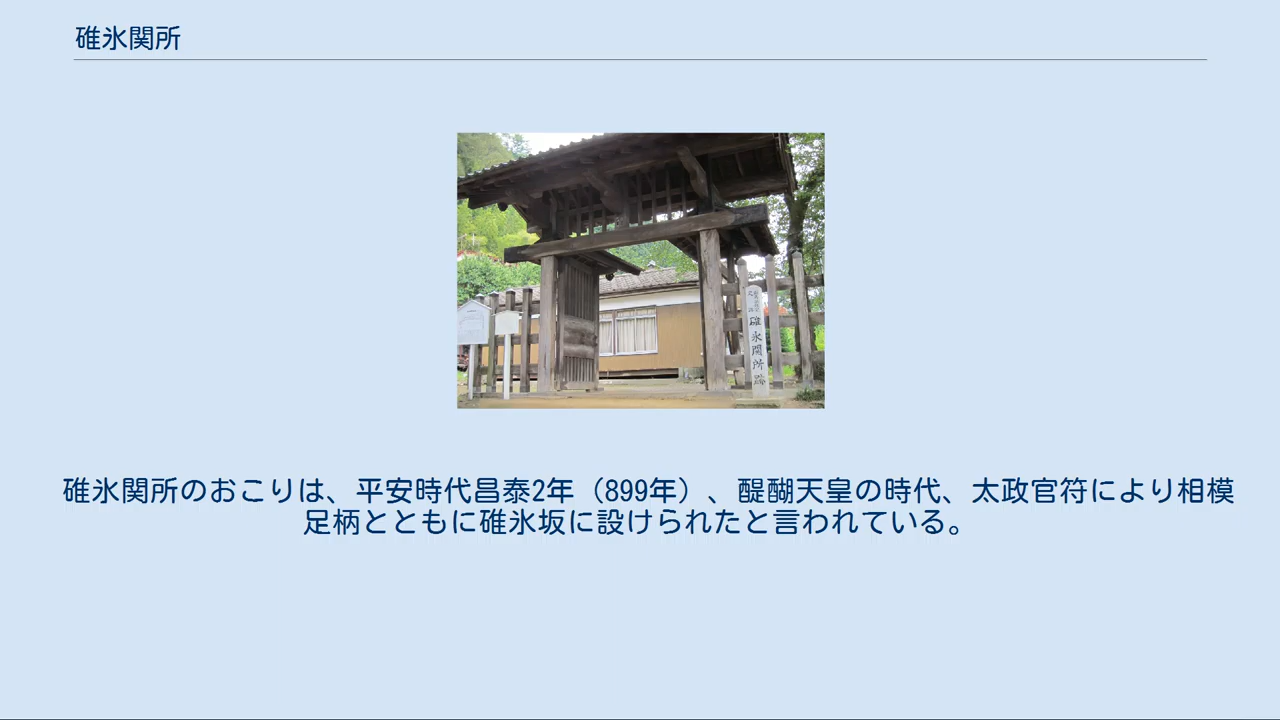 碓氷関所
碓氷関所跡
碓氷関所のおこりは、平安時代昌泰2年（899年）、醍醐天皇の時代、太政官符により相模
足柄とともに碓氷坂に設けられたと言われている。